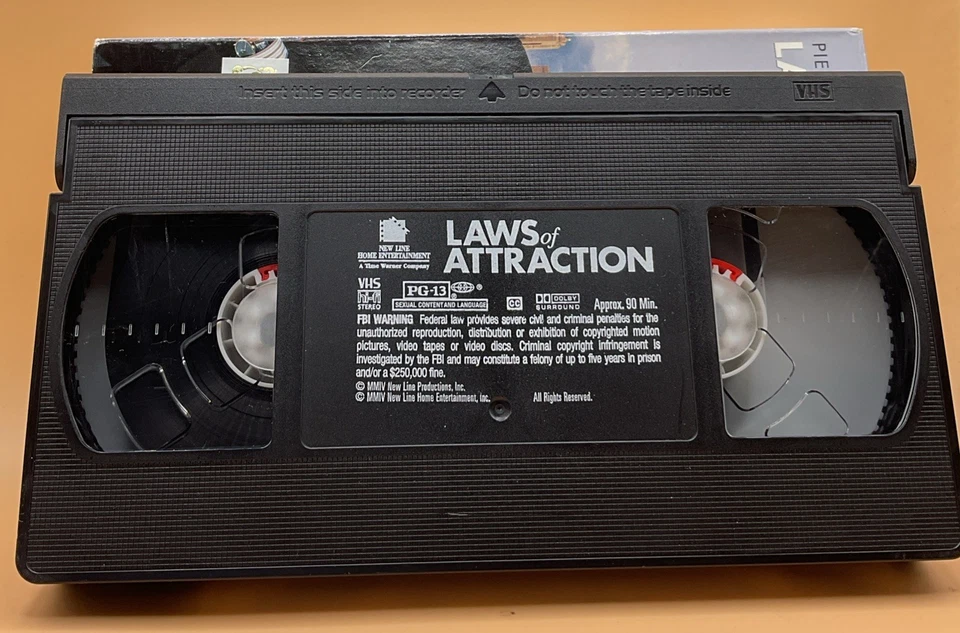 PIE
LA
Insert this side into recorder Do not touch the tape inside VHS
NEW LINE
HOME ENTERTAINMENT
A Time Warner Company
LAWS of
ATTRACTION
VHS
hi-fi
STEREO
PG-13 ® ®
SEXUAL CONTENT AND LANGUAGE
CC
DOLBY
SURROUND
Approx. 90 Min.
FBI WARNING Federal law provides severe civil and criminal penalties for the
unauthorized reproduction, distribution or exhibition of copyrighted motion
pictures, video tapes or video discs. Criminal copyright infringement is
investigated by the FBI and may constitute a felony of up to five years in prison
and/or a $250,000 fine.
© MMIV New Line Productions, Inc.
© MMIV New Line Home Entertainment, Inc. All Rights Reserved.